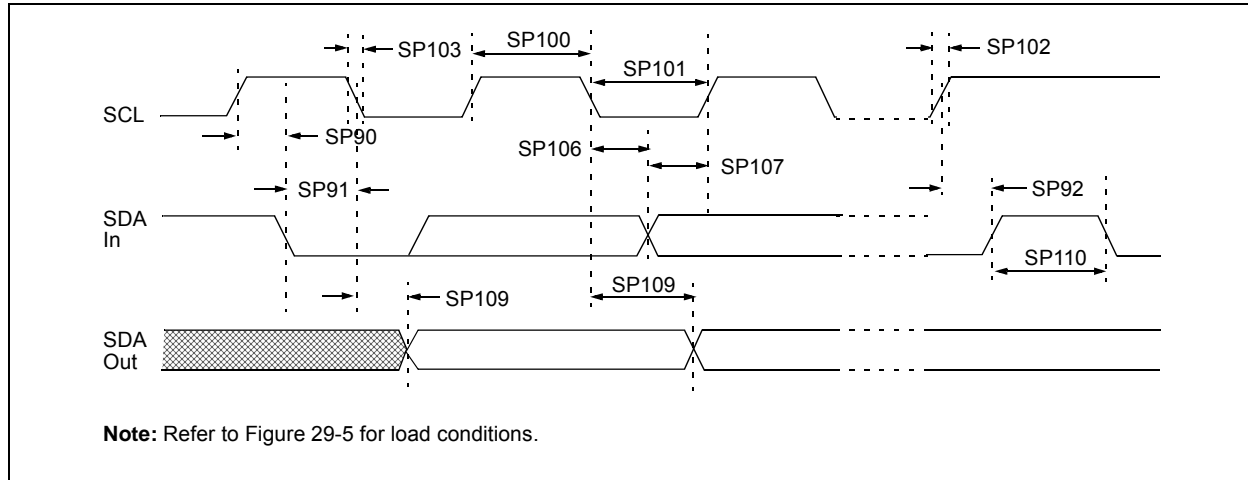 SP103
SP100
SP102
SP101
SCL
SP90
SP106
SP107
SP91
SP92
SDA
In
SP110
SP109
SP109
SDA
Out
Note: Refer to Figure 29-5 for load conditions.